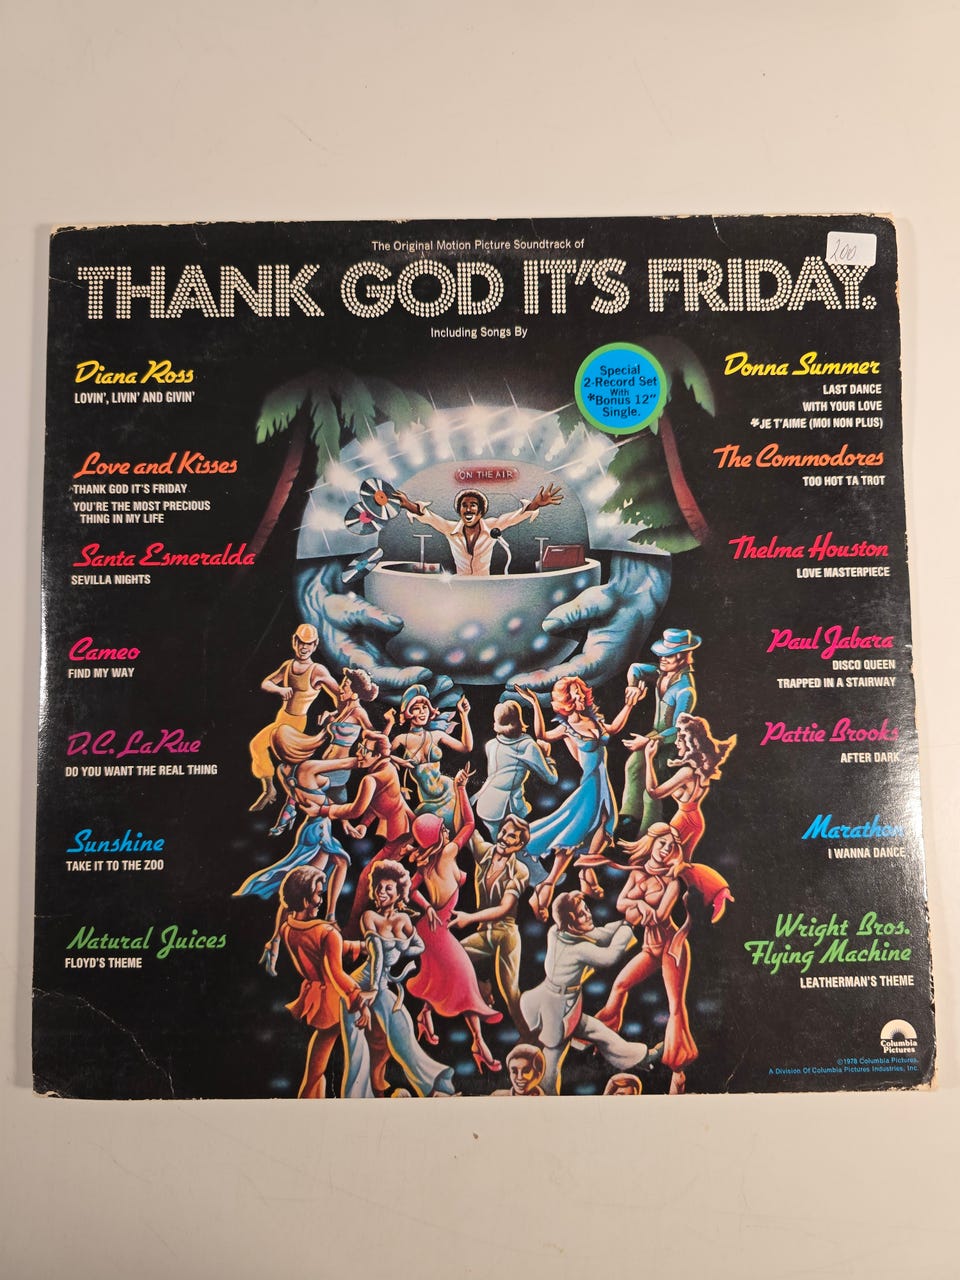 The Original Motion Picture Soundtrack of
THANK GOD IT'S FRIDAY.
200
Including Songs By
Special
2-Record Set
With
*Bonus 12"
Single.
Diana Ross
LOVIN', LIVIN' AND GIVIN'
Love and Kisses
THANK GOD IT'S FRIDAY
YOU'RE THE MOST PRECIOUS
THING IN MY LIFE
Santa Esmeralda
SEVILLA NIGHTS
Cameo
FIND MY WAY
D.C. LaRue
DO YOU WANT THE REAL THING
Sunshine
TAKE IT TO THE ZOO
Natural Juices
FLOYD'S THEME
"ON THE AIR"
Donna Summer
LAST DANCE
WITH YOUR LOVE
*JE T'AIME (MOI NON PLUS)
The Commodores
TOO HOT TA TROT
Thelma Houston
LOVE MASTERPIECE
Paul Jabara
DISCO QUEEN
TRAPPED IN A STAIRWAY
Pattie Brooks
AFTER DARK
Marathon
I WANNA DANCE
Wright Bros.
Flying Machine
LEATHERMAN'S THEME
Columbia
Pictures
©1978 Columbia Pictures,
A Division Of Columbia Pictures Industries, Inc.